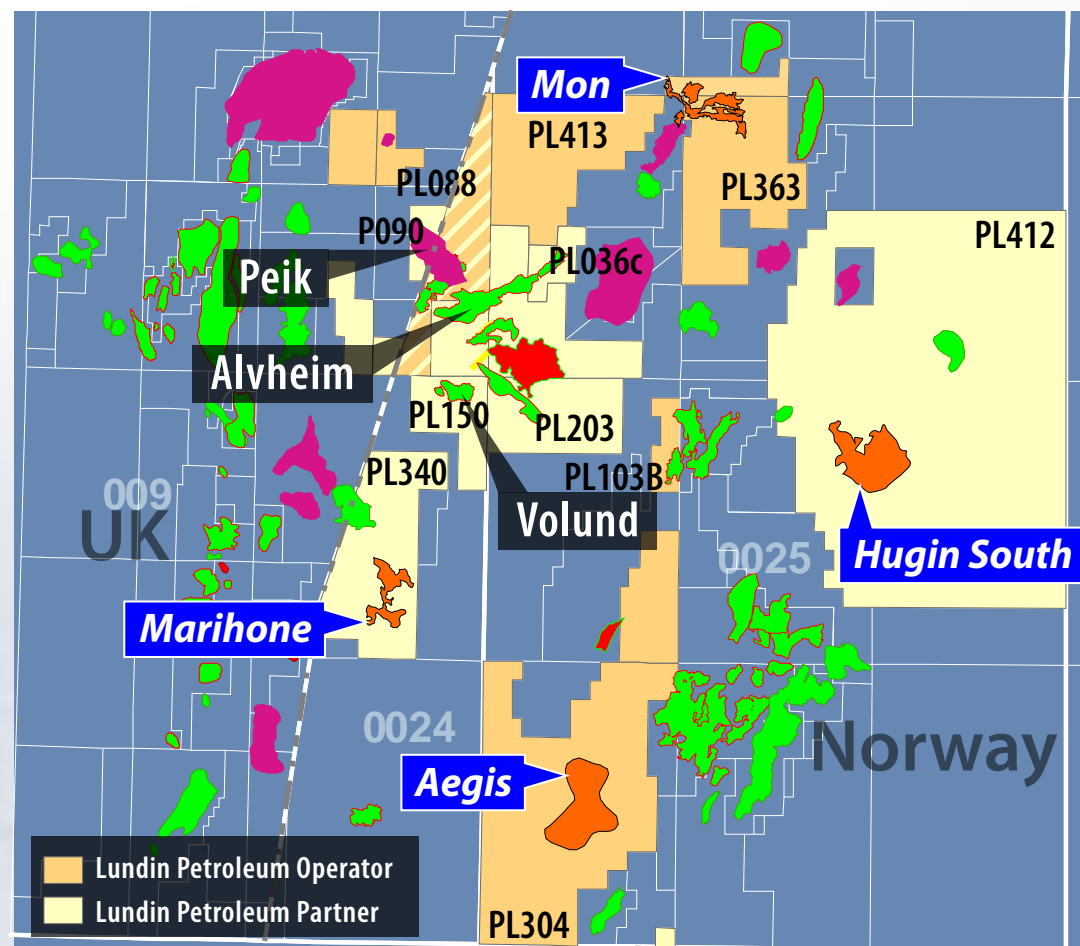 Mon
PL413
PL088
PL363
P090
PL412
Peik
PL036c
Alvheim
PL150
PL203
PL340
PL103B
009
UK
Volund
0025
Hugin South
Marihone
0024
Norway
Aegis
Lundin Petroleum Operator
Lundin Petroleum Partner
PL304